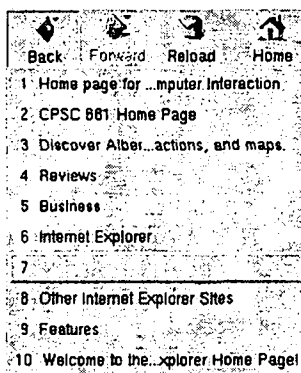 Back Forward Reload Home
1 Home page for ...mputer Interaction
2 CPSC 681 Home Page
3 Discover Alber...actions, and maps.
4 Reviews
5 Business
6 Internet Explorer
7
8 Other Internet Explorer Sites
9 Features
10 Welcome to the...xplorer Home Page!